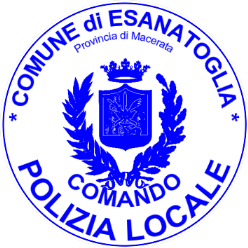 * COMUNE di ESANATOGLIA *
Provincia di Macerata
COMANDO
POLIZIA LOCALE